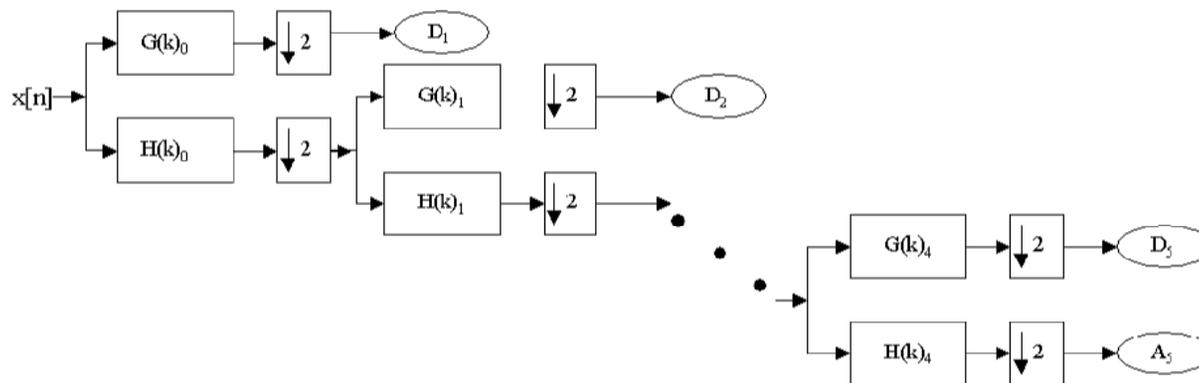 G(k)₀
2
D₁
x[n]
H(k)₀
2
G(k)₁
2
D₂
H(k)₁
2
G(k)₄
2
D₅
H(k)₄
2
A₅